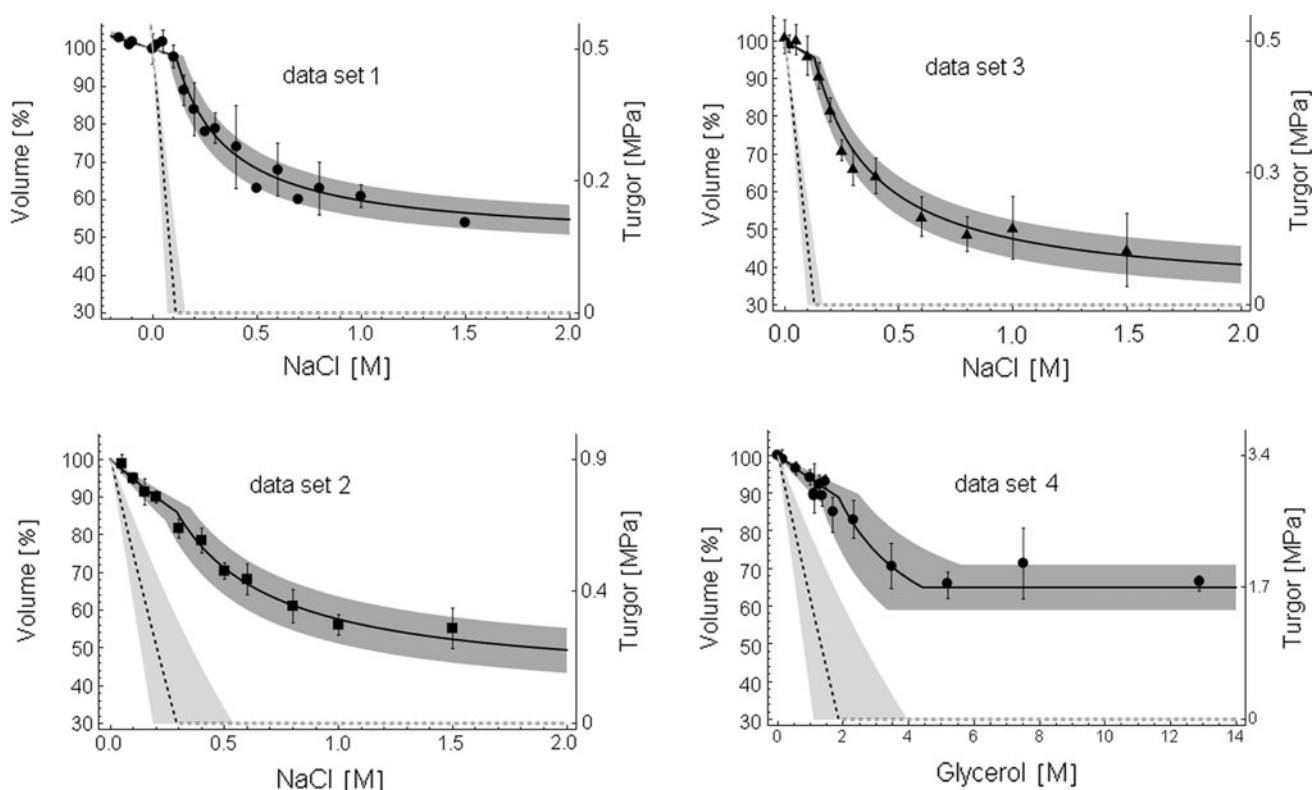 100
90
80
70
60
50
40
30
Volume [%]
data set 1
0.5
0.2
0
Turgor [MPa]
0.0 0.5 1.0 1.5 2.0
NaCl [M]
100
90
80
70
60
50
40
30
Volume [%]
data set 3
0.5
0.3
0
Turgor [MPa]
0.0 0.5 1.0 1.5 2.0
NaCl [M]
100
90
80
70
60
50
40
30
Volume [%]
data set 2
0.9
0.4
0
Turgor [MPa]
0.0 0.5 1.0 1.5 2.0
NaCl [M]
100
90
80
70
60
50
40
30
Volume [%]
data set 4
3.4
1.7
0
Turgor [MPa]
0 2 4 6 8 10 12 14
Glycerol [M]